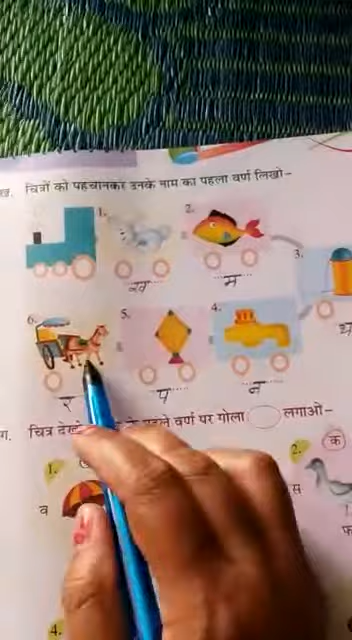 ख. चित्रों को पहचानकर उनके नाम का पहला वर्ण लिखो–
1.
2.
3.
ख
म
6.
5.
4.
थ
र
प
न
ग. चित्र देखो के पहले वर्ण पर गोला लगाओ–
1.
2.
क
व
स
4.